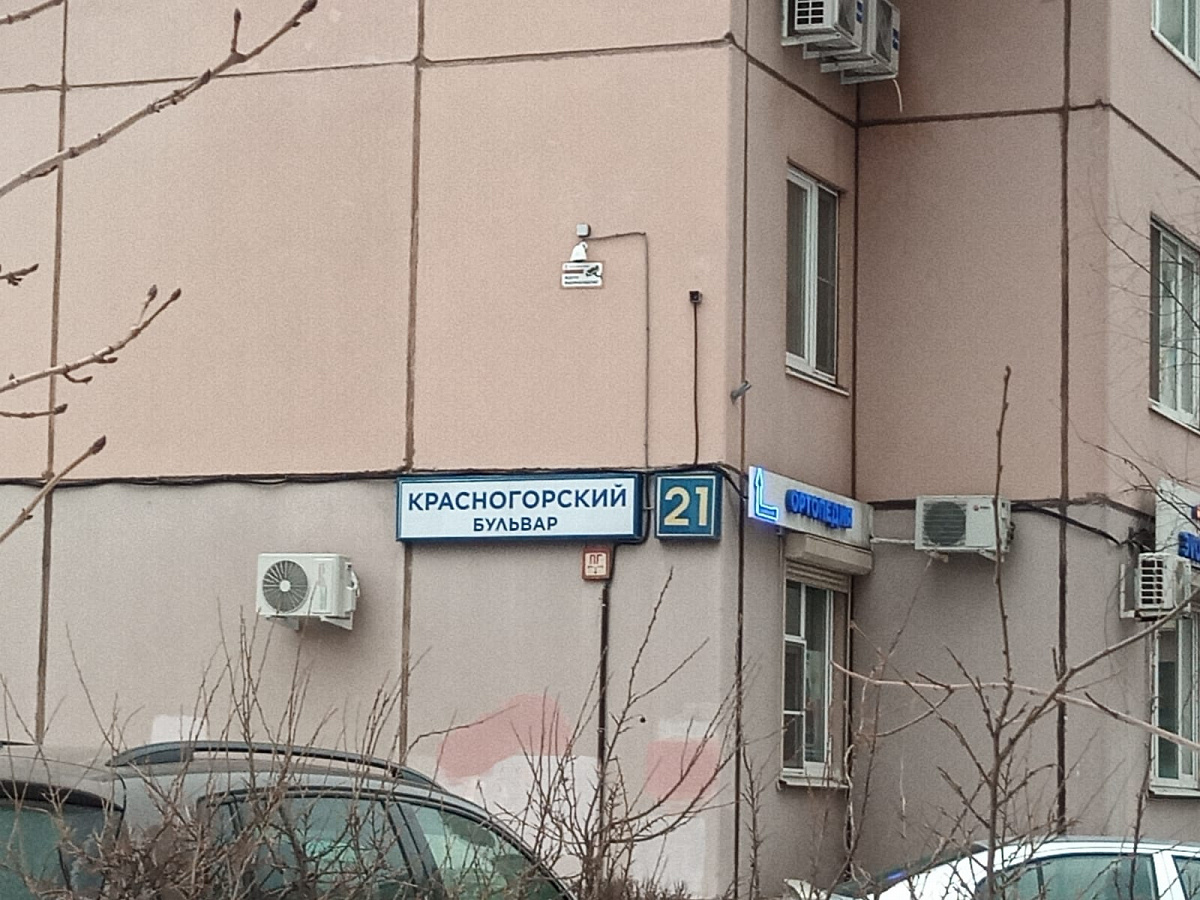 КРАСНОГОРСКИЙ
БУЛЬВАР
21
ОРТОПЕДИЯ
ПГ